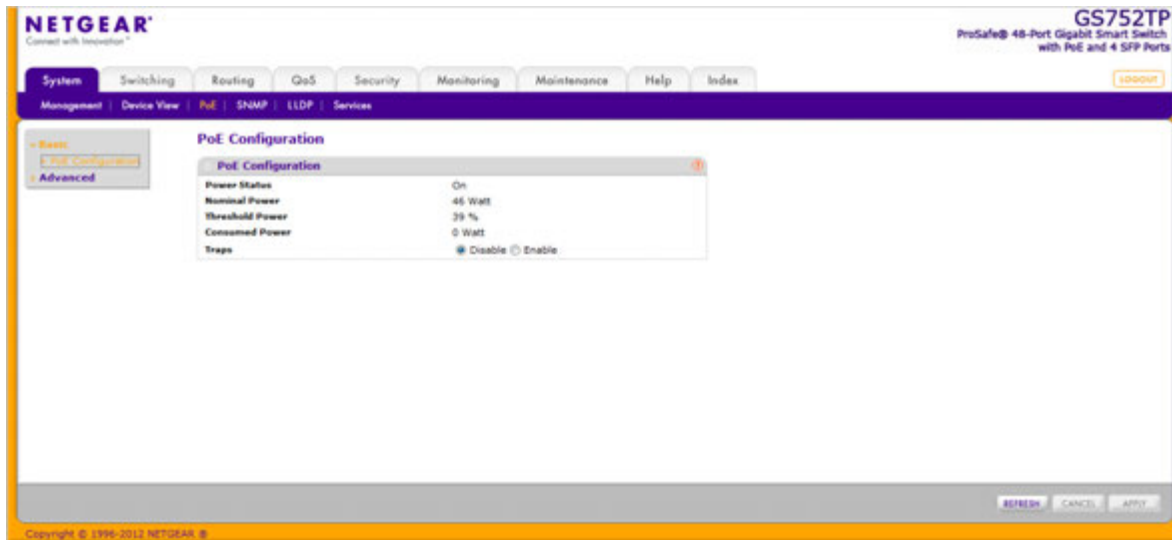 NETGEAR®
Connect with Innovation™
GS752TP
ProSafe® 48-Port Gigabit Smart Switch
with PoE and 4 SFP Ports
System Switching Routing QoS Security Monitoring Maintenance Help Index
LOGOUT
Management | Device View | PoE | SNMP | LLDP | Services
Basic
PoE Configuration
Advanced
PoE Configuration
PoE Configuration
Power Status On
Nominal Power 46 Watt
Threshold Power 39 %
Consumed Power 0 Watt
Traps Disable Enable
REFRESH CANCEL APPLY
Copyright © 1996-2012 NETGEAR ®